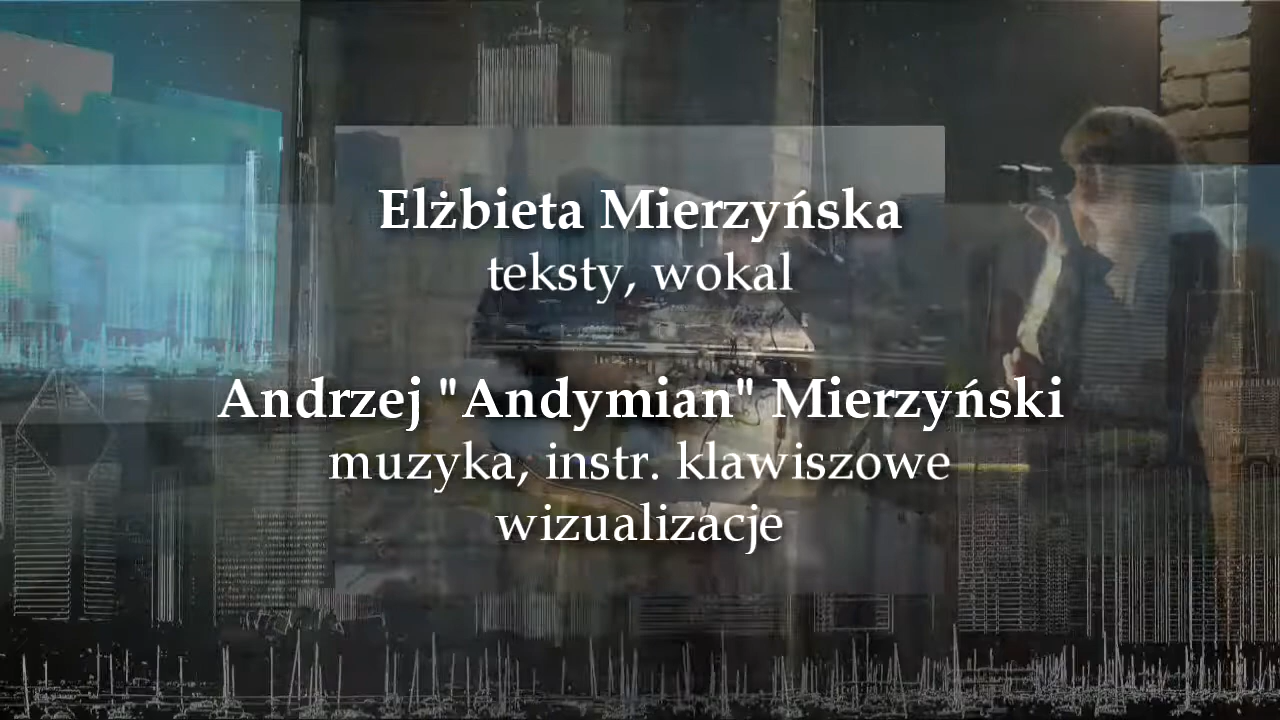 Elżbieta Mierzyńska
teksty, wokal
Andrzej "Andymian" Mierzyński
muzyka, instr. klawiszowe
wizualizacje